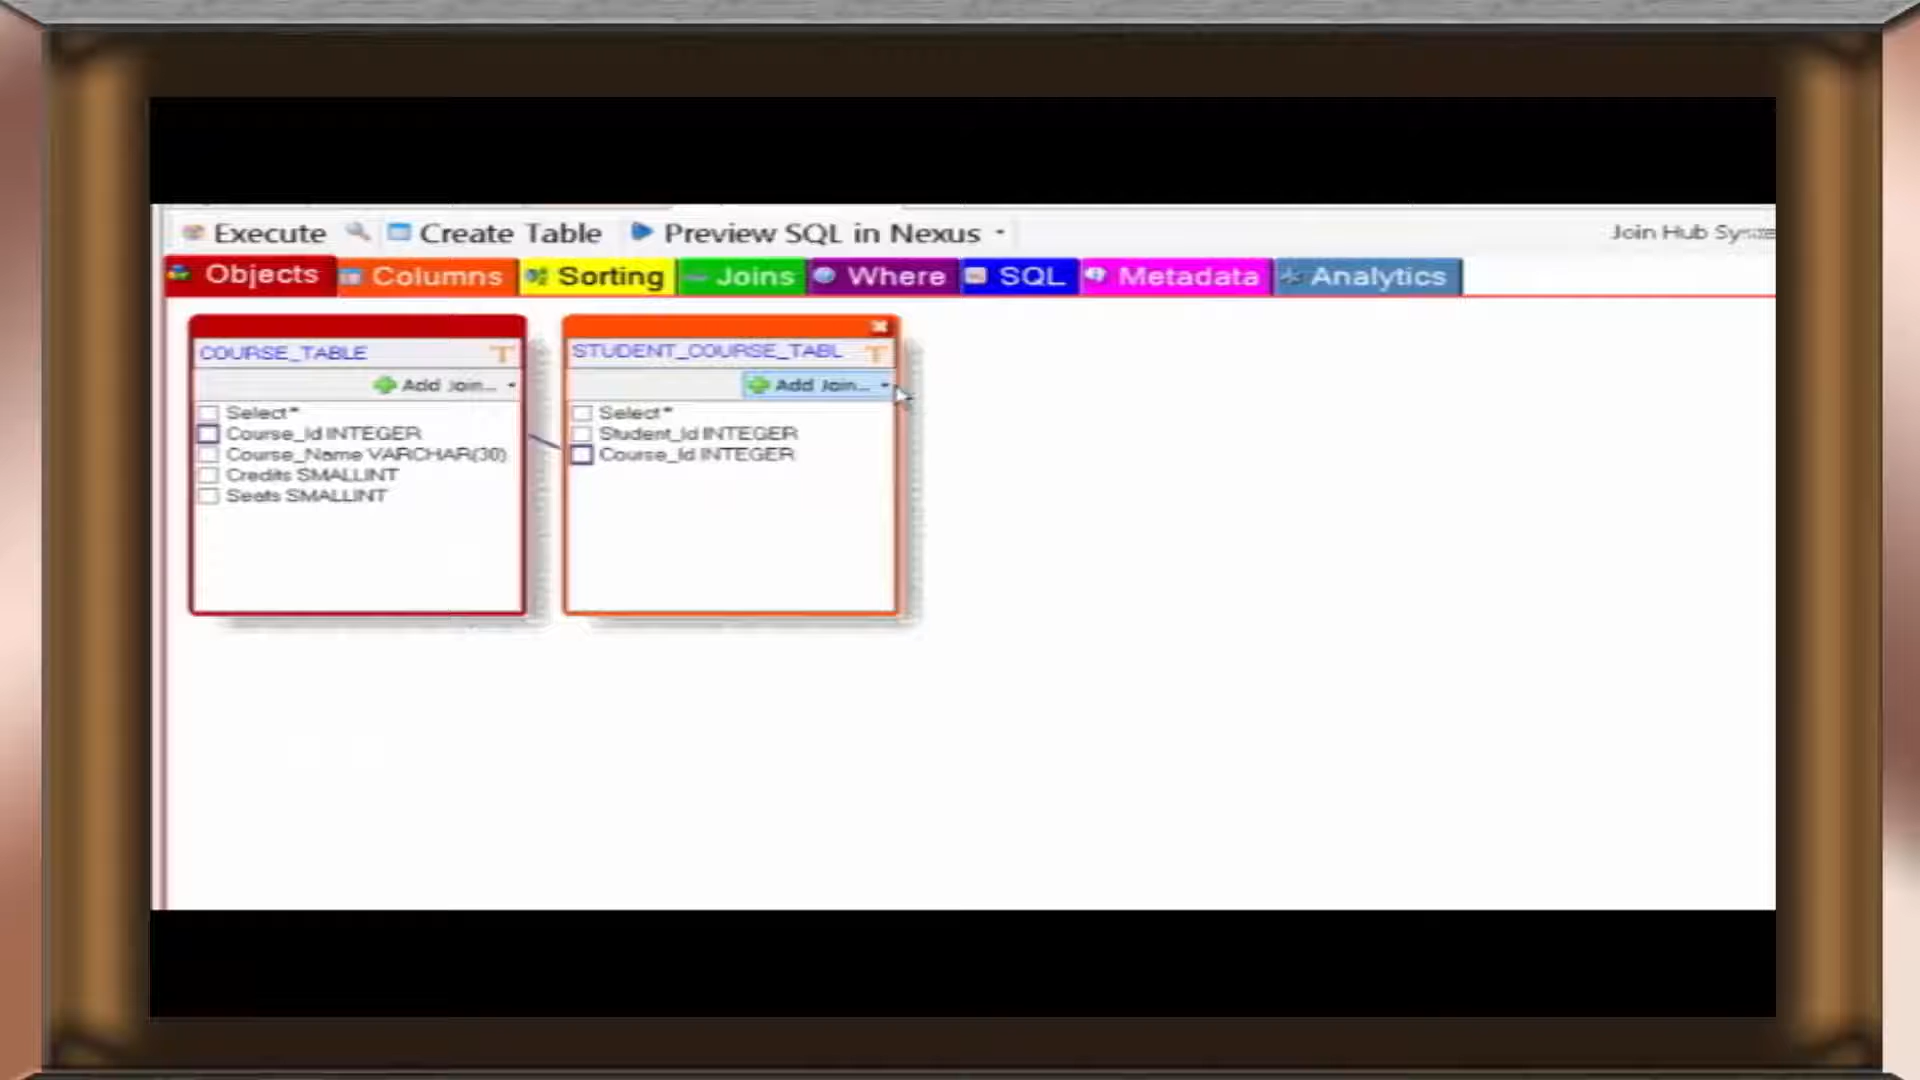 Execute Create Table Preview SQL in Nexus Join Hub
Objects Columns Sorting Joins Where SQL Metadata Analytics
COURSE_TABLE
Add Join...
Select*
Course_Id INTEGER
Course_Name VARCHAR(30)
Credits SMALLINT
Seats SMALLINT
STUDENT_COURSE_TABL
Add Join...
Select*
Student_Id INTEGER
Course_Id INTEGER